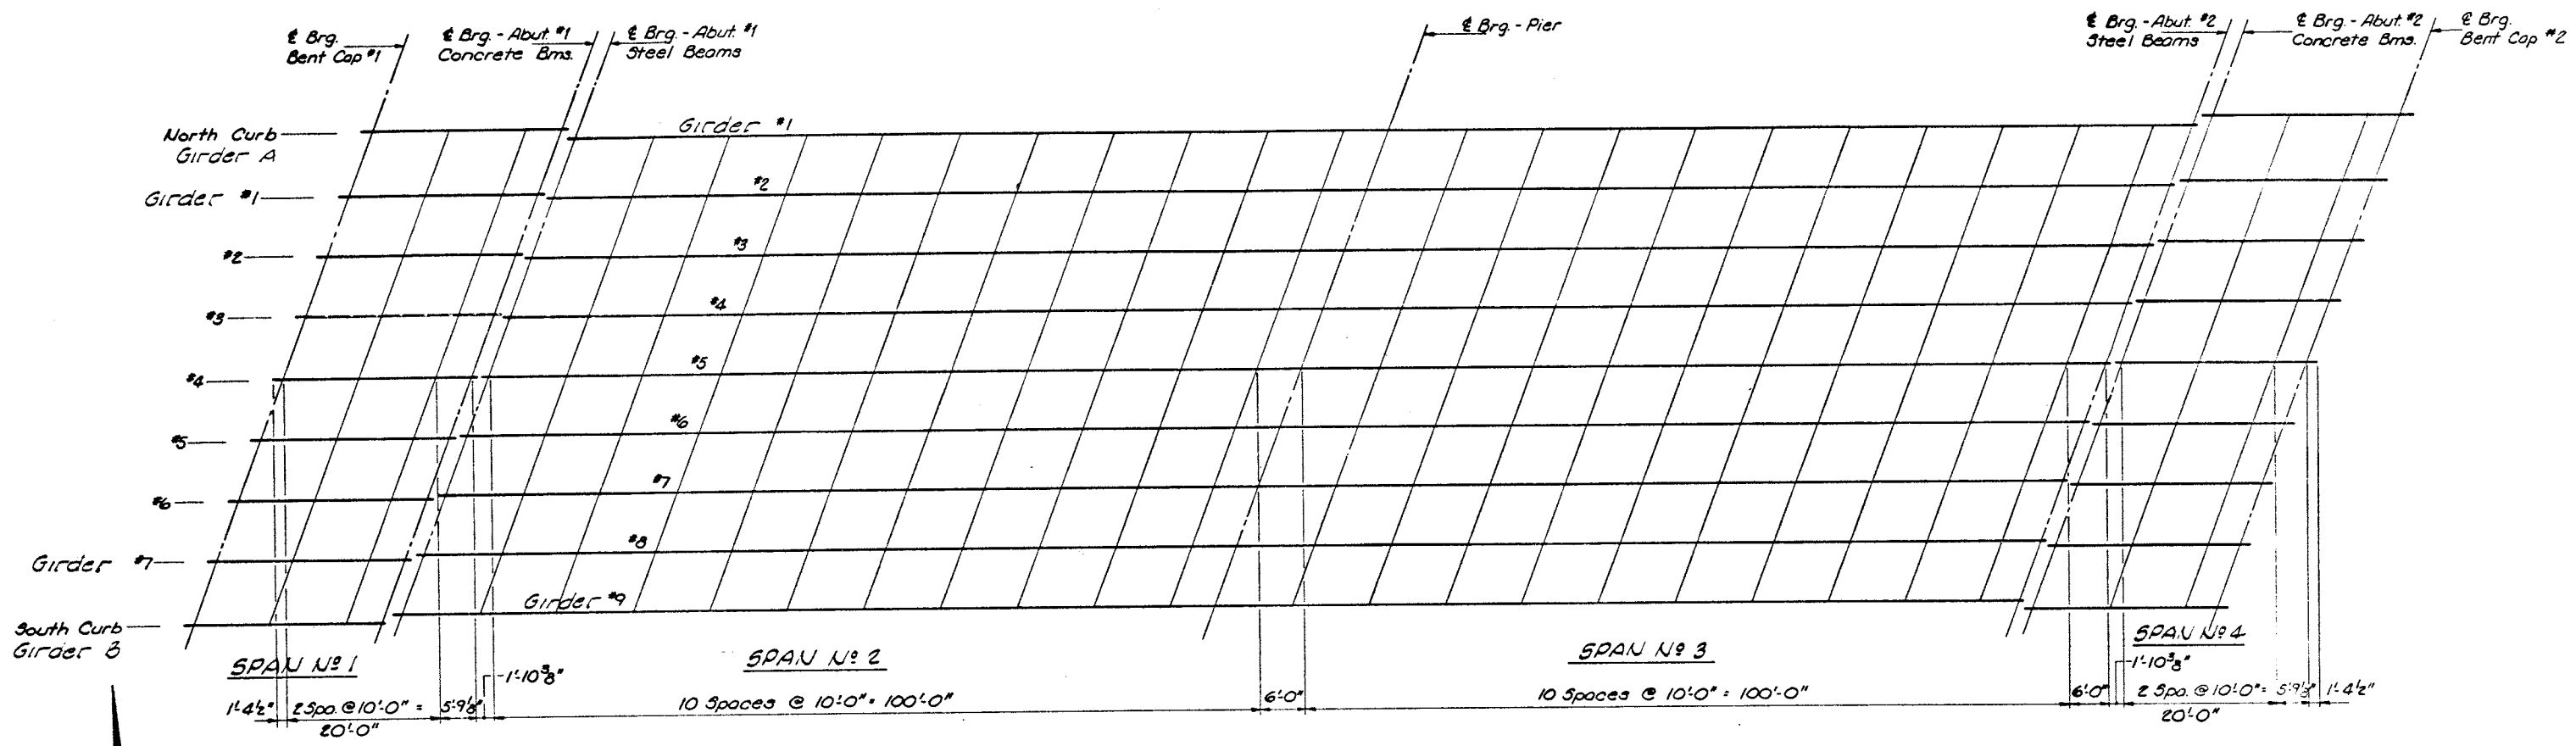 ℄ Brg.
Bent Cap #1
℄ Brg. - Abut. #1
Concrete Bms.
℄ Brg. - Abut. #1
Steel Beams
℄ Brg. - Pier
℄ Brg. - Abut. #2
Steel Beams
℄ Brg. - Abut. #2
Concrete Bms.
℄ Brg.
Bent Cap #2
North Curb
Girder A
Girder #1
Girder #1
#2
#2
#3
#3
#4
#4
#5
#5
#6
#6
#7
Girder #7
#8
South Curb
Girder B
Girder #9
SPAN Nº 1
SPAN Nº 2
SPAN Nº 3
SPAN Nº 4
1'-4½" 2 Spa. @ 10'-0" = 5'-9⅛" 1'-10⅜" 10 Spaces @ 10'-0" = 100'-0" 6'-0" 10 Spaces @ 10'-0" = 100'-0" 6'-0" 1'-10⅜" 2 Spa. @ 10'-0" = 5'-9⅛" 1'-4½"
20'-0" 20'-0"